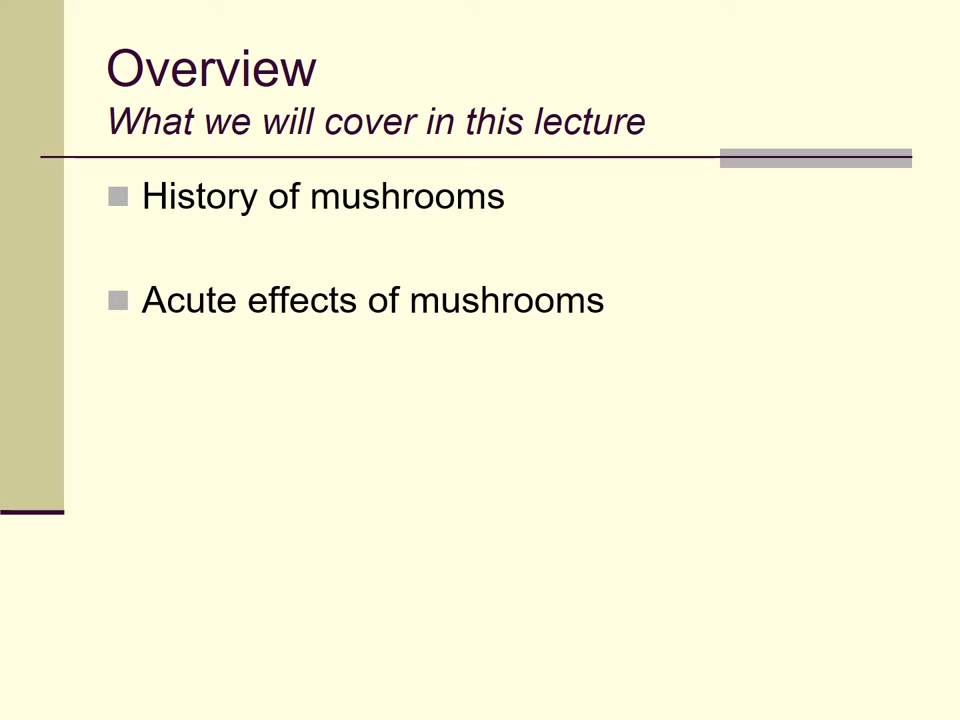 Overview
What we will cover in this lecture
History of mushrooms
Acute effects of mushrooms